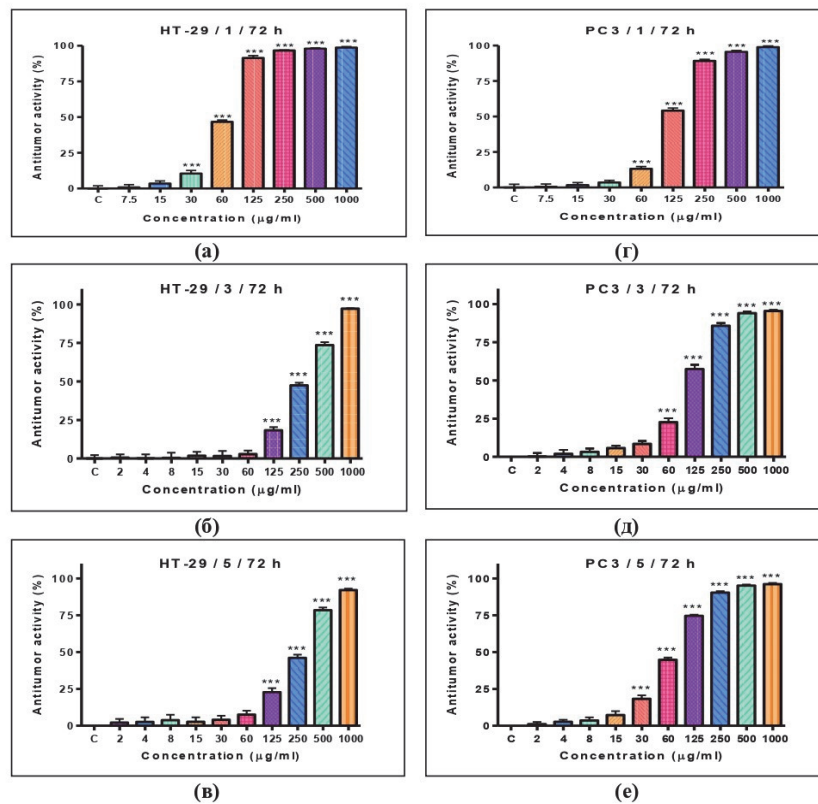 HT-29 / 1 / 72 h
Antitumor activity (%)
100
75
50
25
0
*** *** *** *** *** ***
C 7.5 15 30 60 125 250 500 1000
Concentration (µg/ml)
(а)
PC3 / 1 / 72 h
Antitumor activity (%)
100
75
50
25
0
*** *** *** *** ***
C 7.5 15 30 60 125 250 500 1000
Concentration (µg/ml)
(г)
HT-29 / 3 / 72 h
Antitumor activity (%)
100
75
50
25
0
*** *** *** ***
C 2 4 8 15 30 60 125 250 500 1000
Concentration (µg/ml)
(б)
PC3 / 3 / 72 h
Antitumor activity (%)
100
75
50
25
0
*** *** *** *** ***
C 2 4 8 15 30 60 125 250 500 1000
Concentration (µg/ml)
(д)
HT-29 / 5 / 72 h
Antitumor activity (%)
100
75
50
25
0
*** *** *** ***
C 2 4 8 15 30 60 125 250 500 1000
Concentration (µg/ml)
(в)
PC3 / 5 / 72 h
Antitumor activity (%)
100
75
50
25
0
*** *** *** *** *** ***
C 2 4 8 15 30 60 125 250 500 1000
Concentration (µg/ml)
(е)